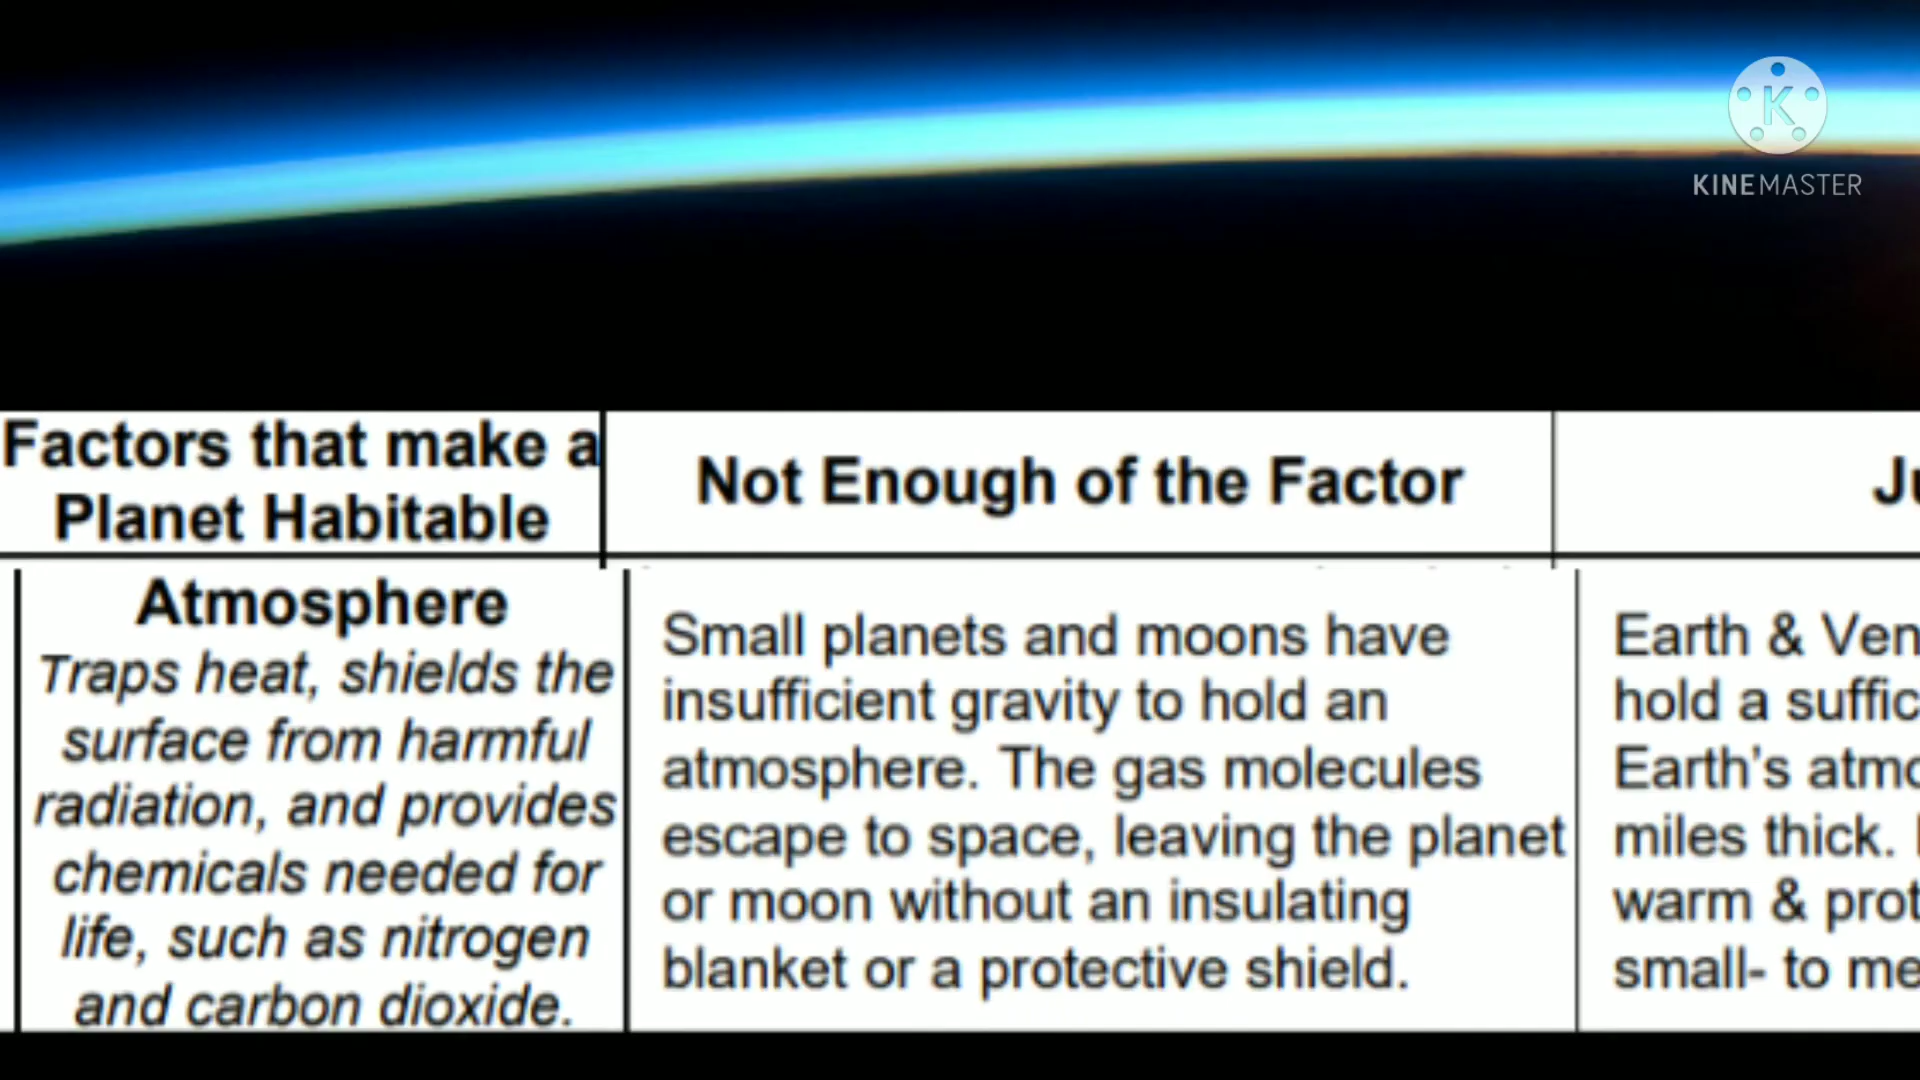 K
KINEMASTER
Factors that make a
Planet Habitable
Not Enough of the Factor
Atmosphere
Traps heat, shields the
surface from harmful
radiation, and provides
chemicals needed for
life, such as nitrogen
and carbon dioxide.
Small planets and moons have
insufficient gravity to hold an
atmosphere. The gas molecules
escape to space, leaving the planet
or moon without an insulating
blanket or a protective shield.
Earth &
hold a
Earth's
miles thick.
warm &
small- to